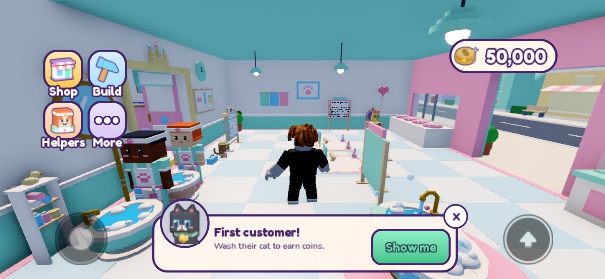 50,000
Shop
Build
Helpers
More
First customer!
Wash their cat to earn coins.
Show me